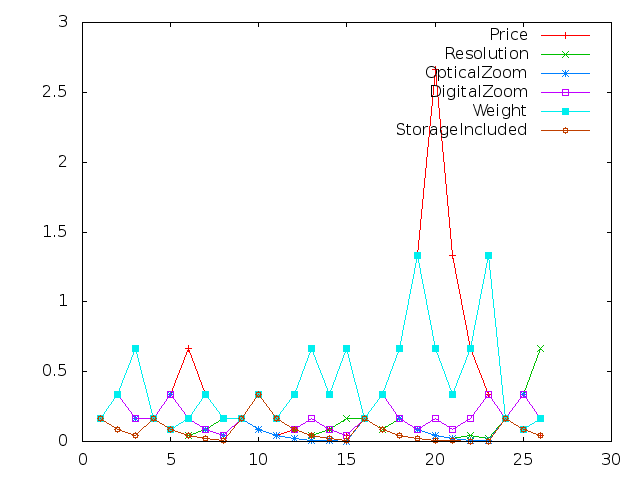 3
Price
Resolution
2.5
OpticalZoom
DigitalZoom
Weight
StorageIncluded
2
1.5
1
0.5
0
0 5 10 15 20 25 30